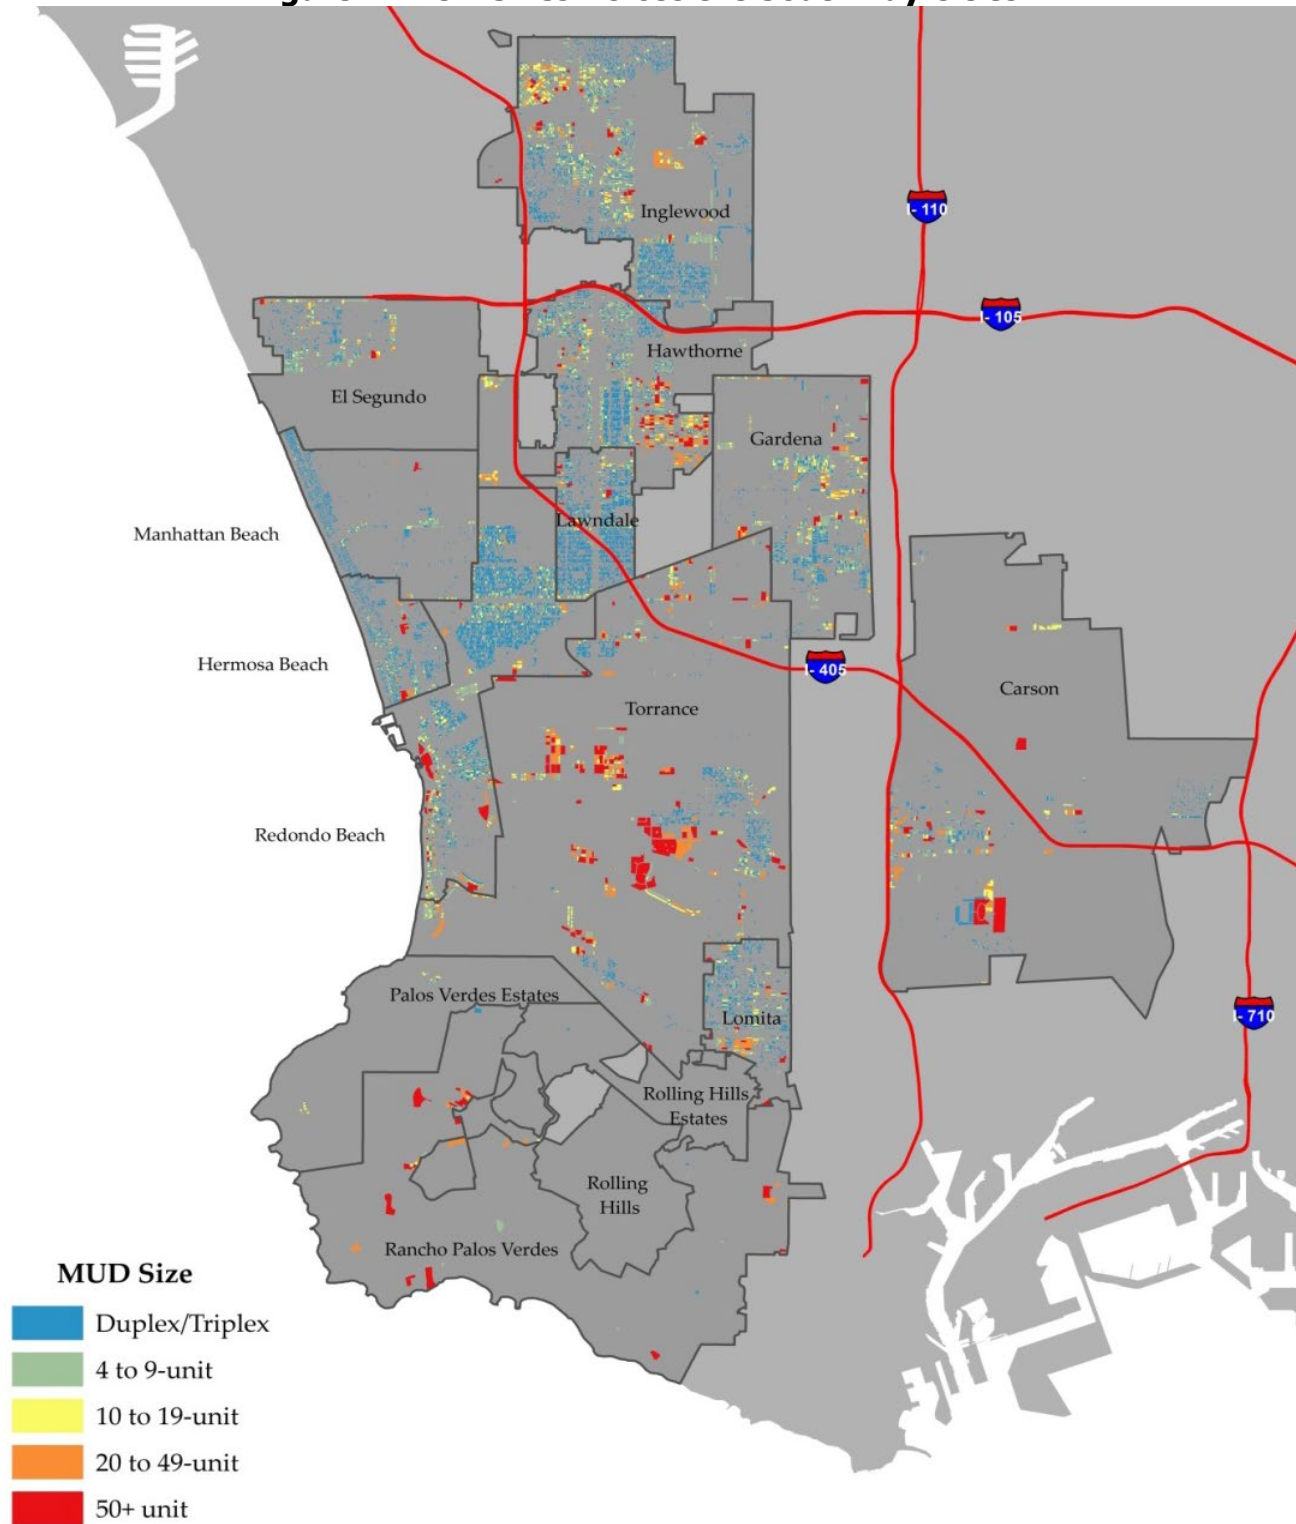 Inglewood
I- 110
I- 105
Hawthorne
El Segundo
Gardena
Lawndale
Manhattan Beach
Hermosa Beach
I- 405
Carson
Torrance
Redondo Beach
Palos Verdes Estates
Lomita
I- 710
Rolling Hills
Estates
Rolling
Hills
Rancho Palos Verdes
MUD Size
Duplex/Triplex
4 to 9-unit
10 to 19-unit
20 to 49-unit
50+ unit